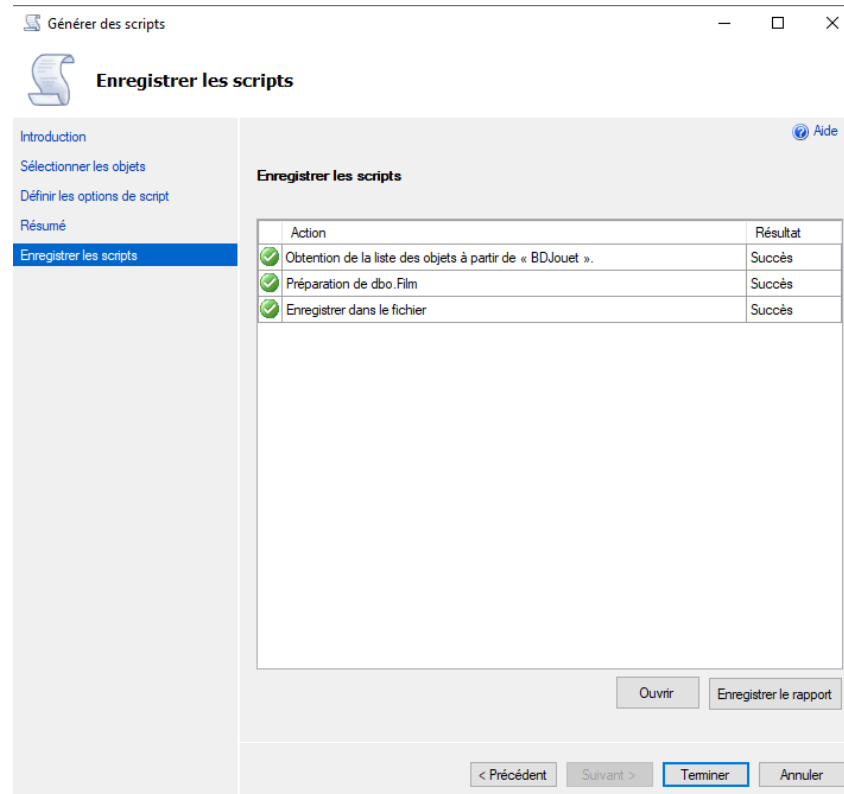 Générer des scripts
Enregistrer les scripts
Aide
Introduction
Sélectionner les objets
Définir les options de script
Résumé
Enregistrer les scripts
Enregistrer les scripts
Action Résultat
Obtention de la liste des objets à partir de « BDJouet ». Succès
Préparation de dbo.Film Succès
Enregistrer dans le fichier Succès
Ouvrir Enregistrer le rapport
< Précédent Suivant > Terminer Annuler